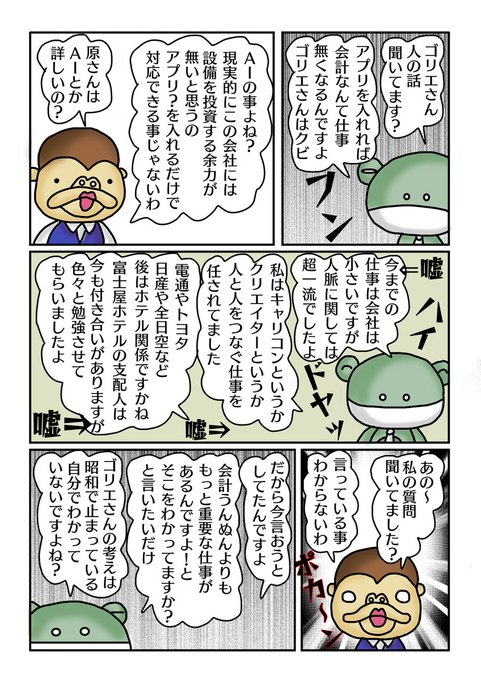 ゴリエさん
人の話
聞いてます?
アプリを入れれば
会計なんて仕事
無くなるんですよ
ゴリエさんはクビ
フン
AIの事よね?
現実的にこの会社には
設備を投資する余力が
無いと思うの
アプリ?を入れるだけで
対応できる事じゃないわ
原さんは
AIとか
詳しいの?
⇐嘘
ハイ
今までの
仕事は会社は
小さいですが
人脈に関しては
超一流でしたよ
ドヤッ
私はキャリコンというか
クリエイターというか
人と人をつなぐ仕事を
任されてました
嘘⇒
電通やトヨタ
日産や全日空など
後はホテル関係ですかね
富士屋ホテルの支配人は
今も付き合いがありますが
色々と勉強させて
もらいましたよ
嘘⇒
あの〜
私の質問
聞いてました?
言っている事
わからないわ
ポカ〜ン
だから今言おうと
してたんですよ
会計うんぬんよりも
もっと重要な仕事が
あるんですよ!と
そこをわかってますか?
と言いたいだけ
ゴリエさんの考えは
昭和で止まっている
自分でわかって
いないですよね?